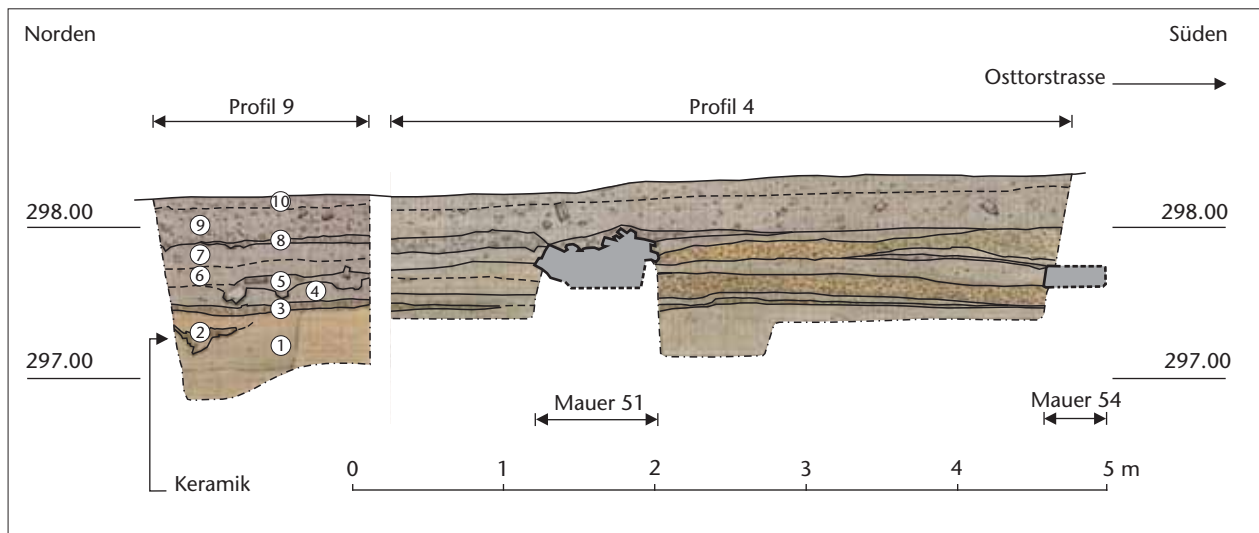 Norden
Süden
Osttorstrasse
Profil 9
Profil 4
10
298.00
298.00
9
8
7
6
5
4
3
2
1
297.00
297.00
Mauer 51
Mauer 54
Keramik
0 1 2 3 4 5 m